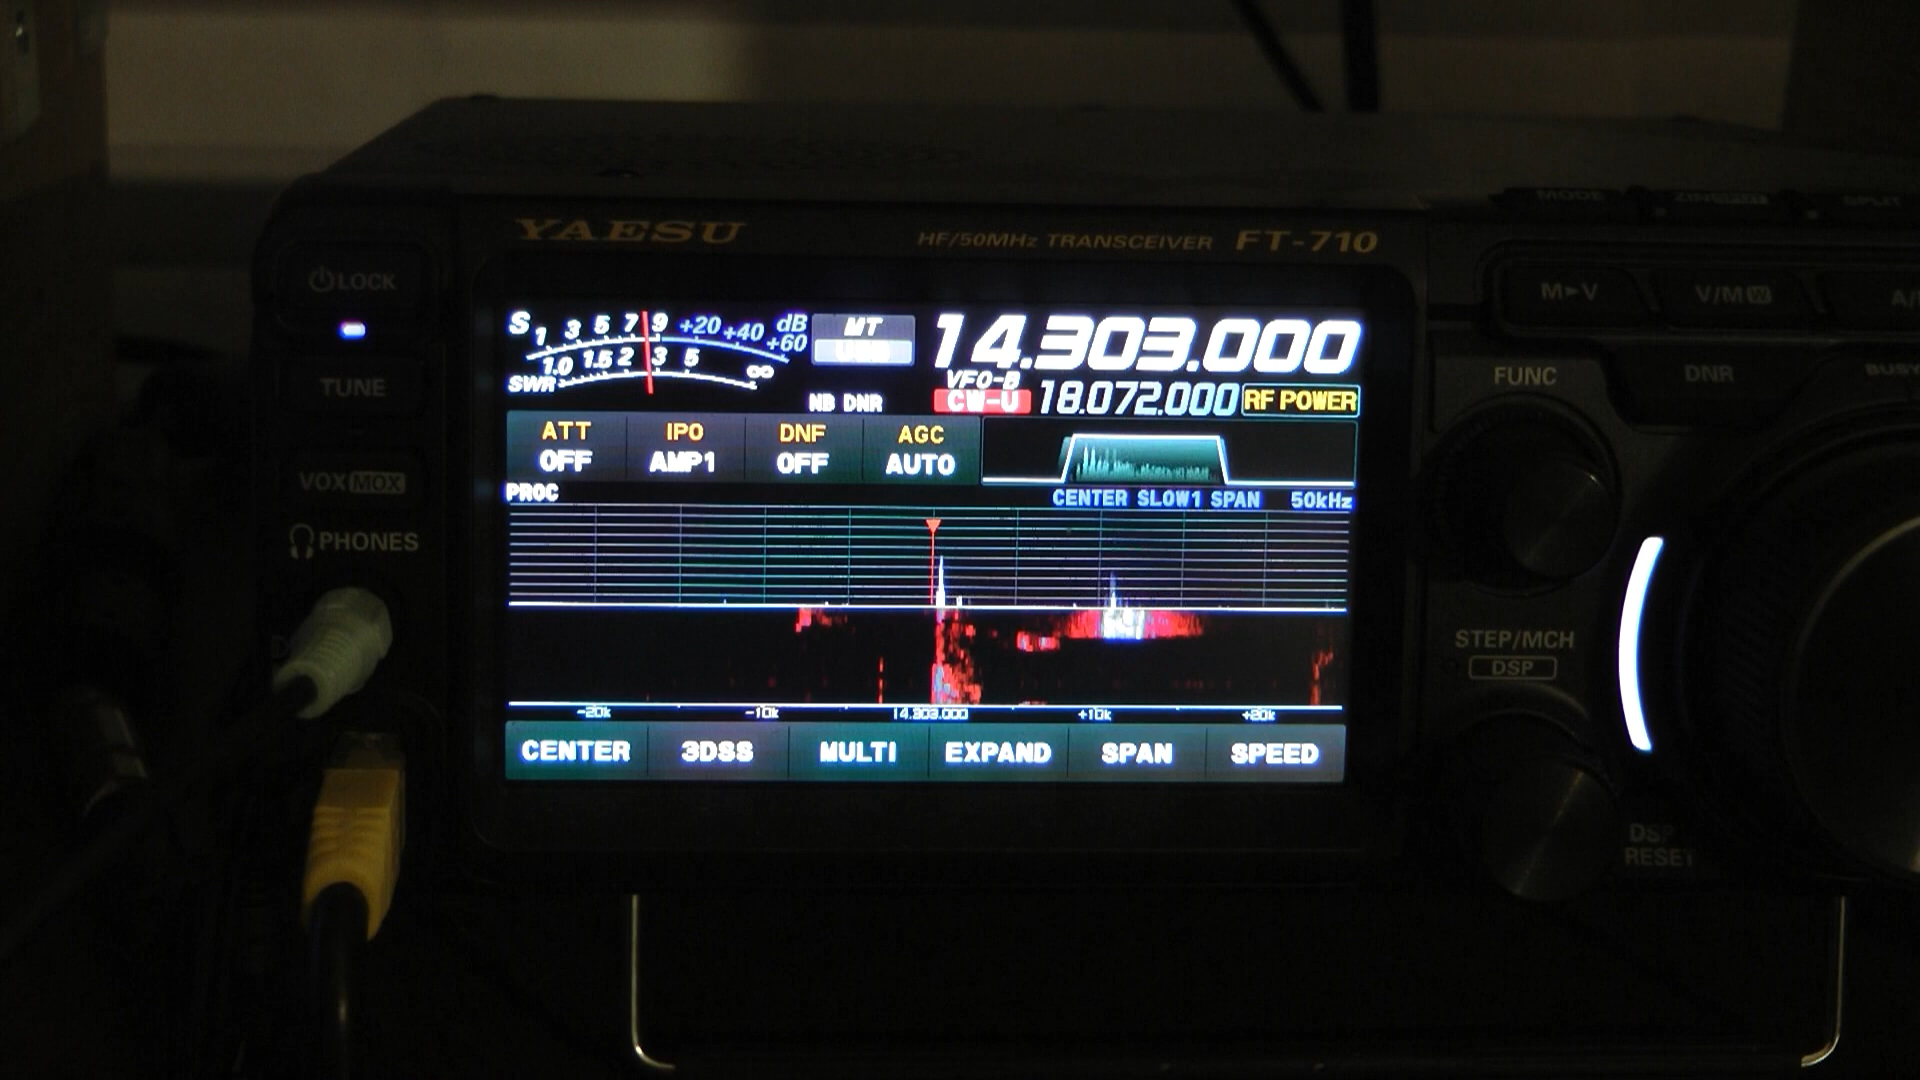 YAESU HF/50MHz TRANSCEIVER FT-710
MODE SPLIT
LOCK
M►V V/M W A/
S 1 3 5 7 9 +20 +40 +60 dB
1.0 1.5 2 3 5 ∞
SWR
MT
14.303.000
VFO-B
CW-U 18.072.000 RF POWER
NB DNR
TUNE
FUNC DNR BUSY
ATT IPO DNF AGC
OFF AMP1 OFF AUTO
VOX MOX
PROC CENTER SLOW1 SPAN 50kHz
PHONES
STEP/MCH
DSP
-20k -10k 14.303.000 +10k +20k
CENTER 3DSS MULTI EXPAND SPAN SPEED
RESET